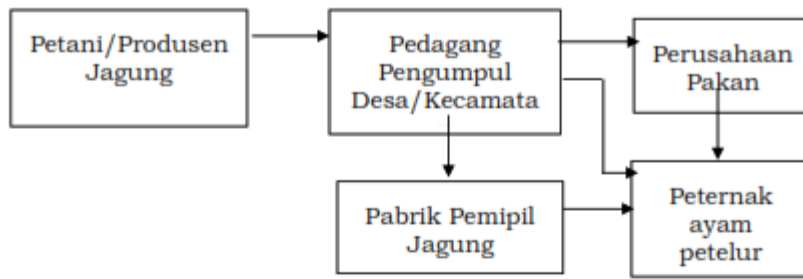 Petani/Produsen
Jagung
Pedagang
Pengumpul
Desa/Kecamata
Perusahaan
Pakan
Pabrik Pemipil
Jagung
Peternak
ayam
petelur